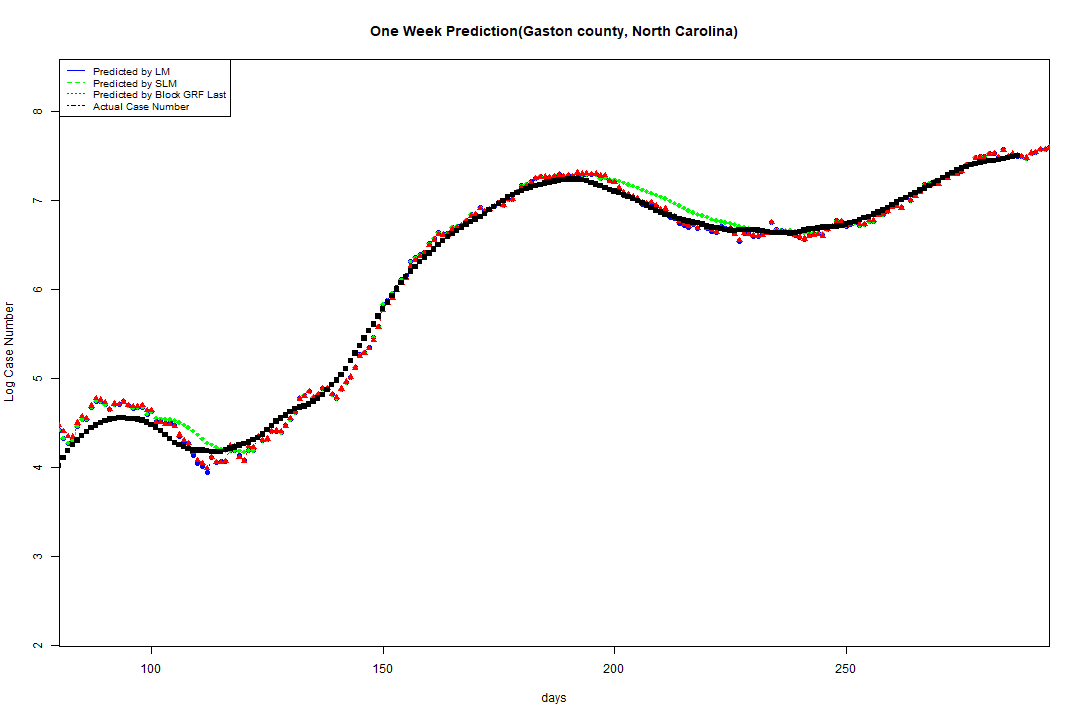 One Week Prediction(Gaston county, North Carolina)
Predicted by LM
Predicted by SLM
Predicted by Block GRF Last
Actual Case Number
8
7
6
5
4
3
2
Log Case Number
100
150
200
250
days